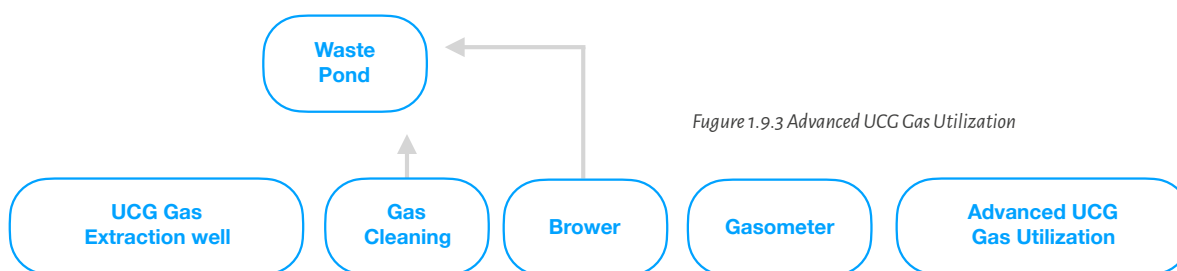 Waste
Pond
Fugure 1.9.3 Advanced UCG Gas Utilization
UCG Gas
Extraction well
Gas
Cleaning
Brower
Gasometer
Advanced UCG
Gas Utilization